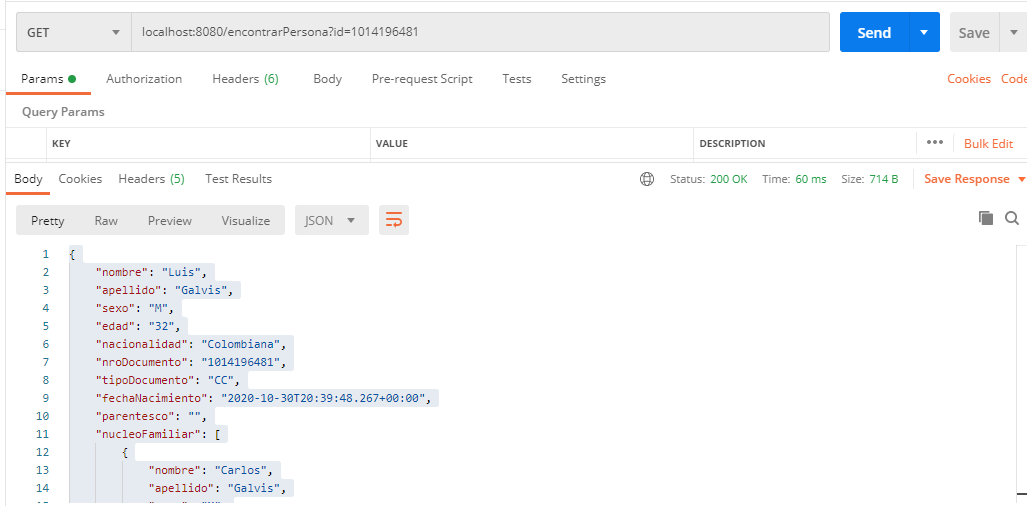 GET localhost:8080/encontrarPersona?id=1014196481 Send Save
Params Authorization Headers (6) Body Pre-request Script Tests Settings Cookies Code
Query Params
KEY VALUE DESCRIPTION ••• Bulk Edit
Body Cookies Headers (5) Test Results Status: 200 OK Time: 60 ms Size: 714 B Save Response
Pretty Raw Preview Visualize JSON
1 {
2 "nombre": "Luis",
3 "apellido": "Galvis",
4 "sexo": "M",
5 "edad": "32",
6 "nacionalidad": "Colombiana",
7 "nroDocumento": "1014196481",
8 "tipoDocumento": "CC",
9 "fechaNacimiento": "2020-10-30T20:39:48.267+00:00",
10 "parentesco": "",
11 "nucleoFamiliar": [
12 {
13 "nombre": "Carlos",
14 "apellido": "Galvis",